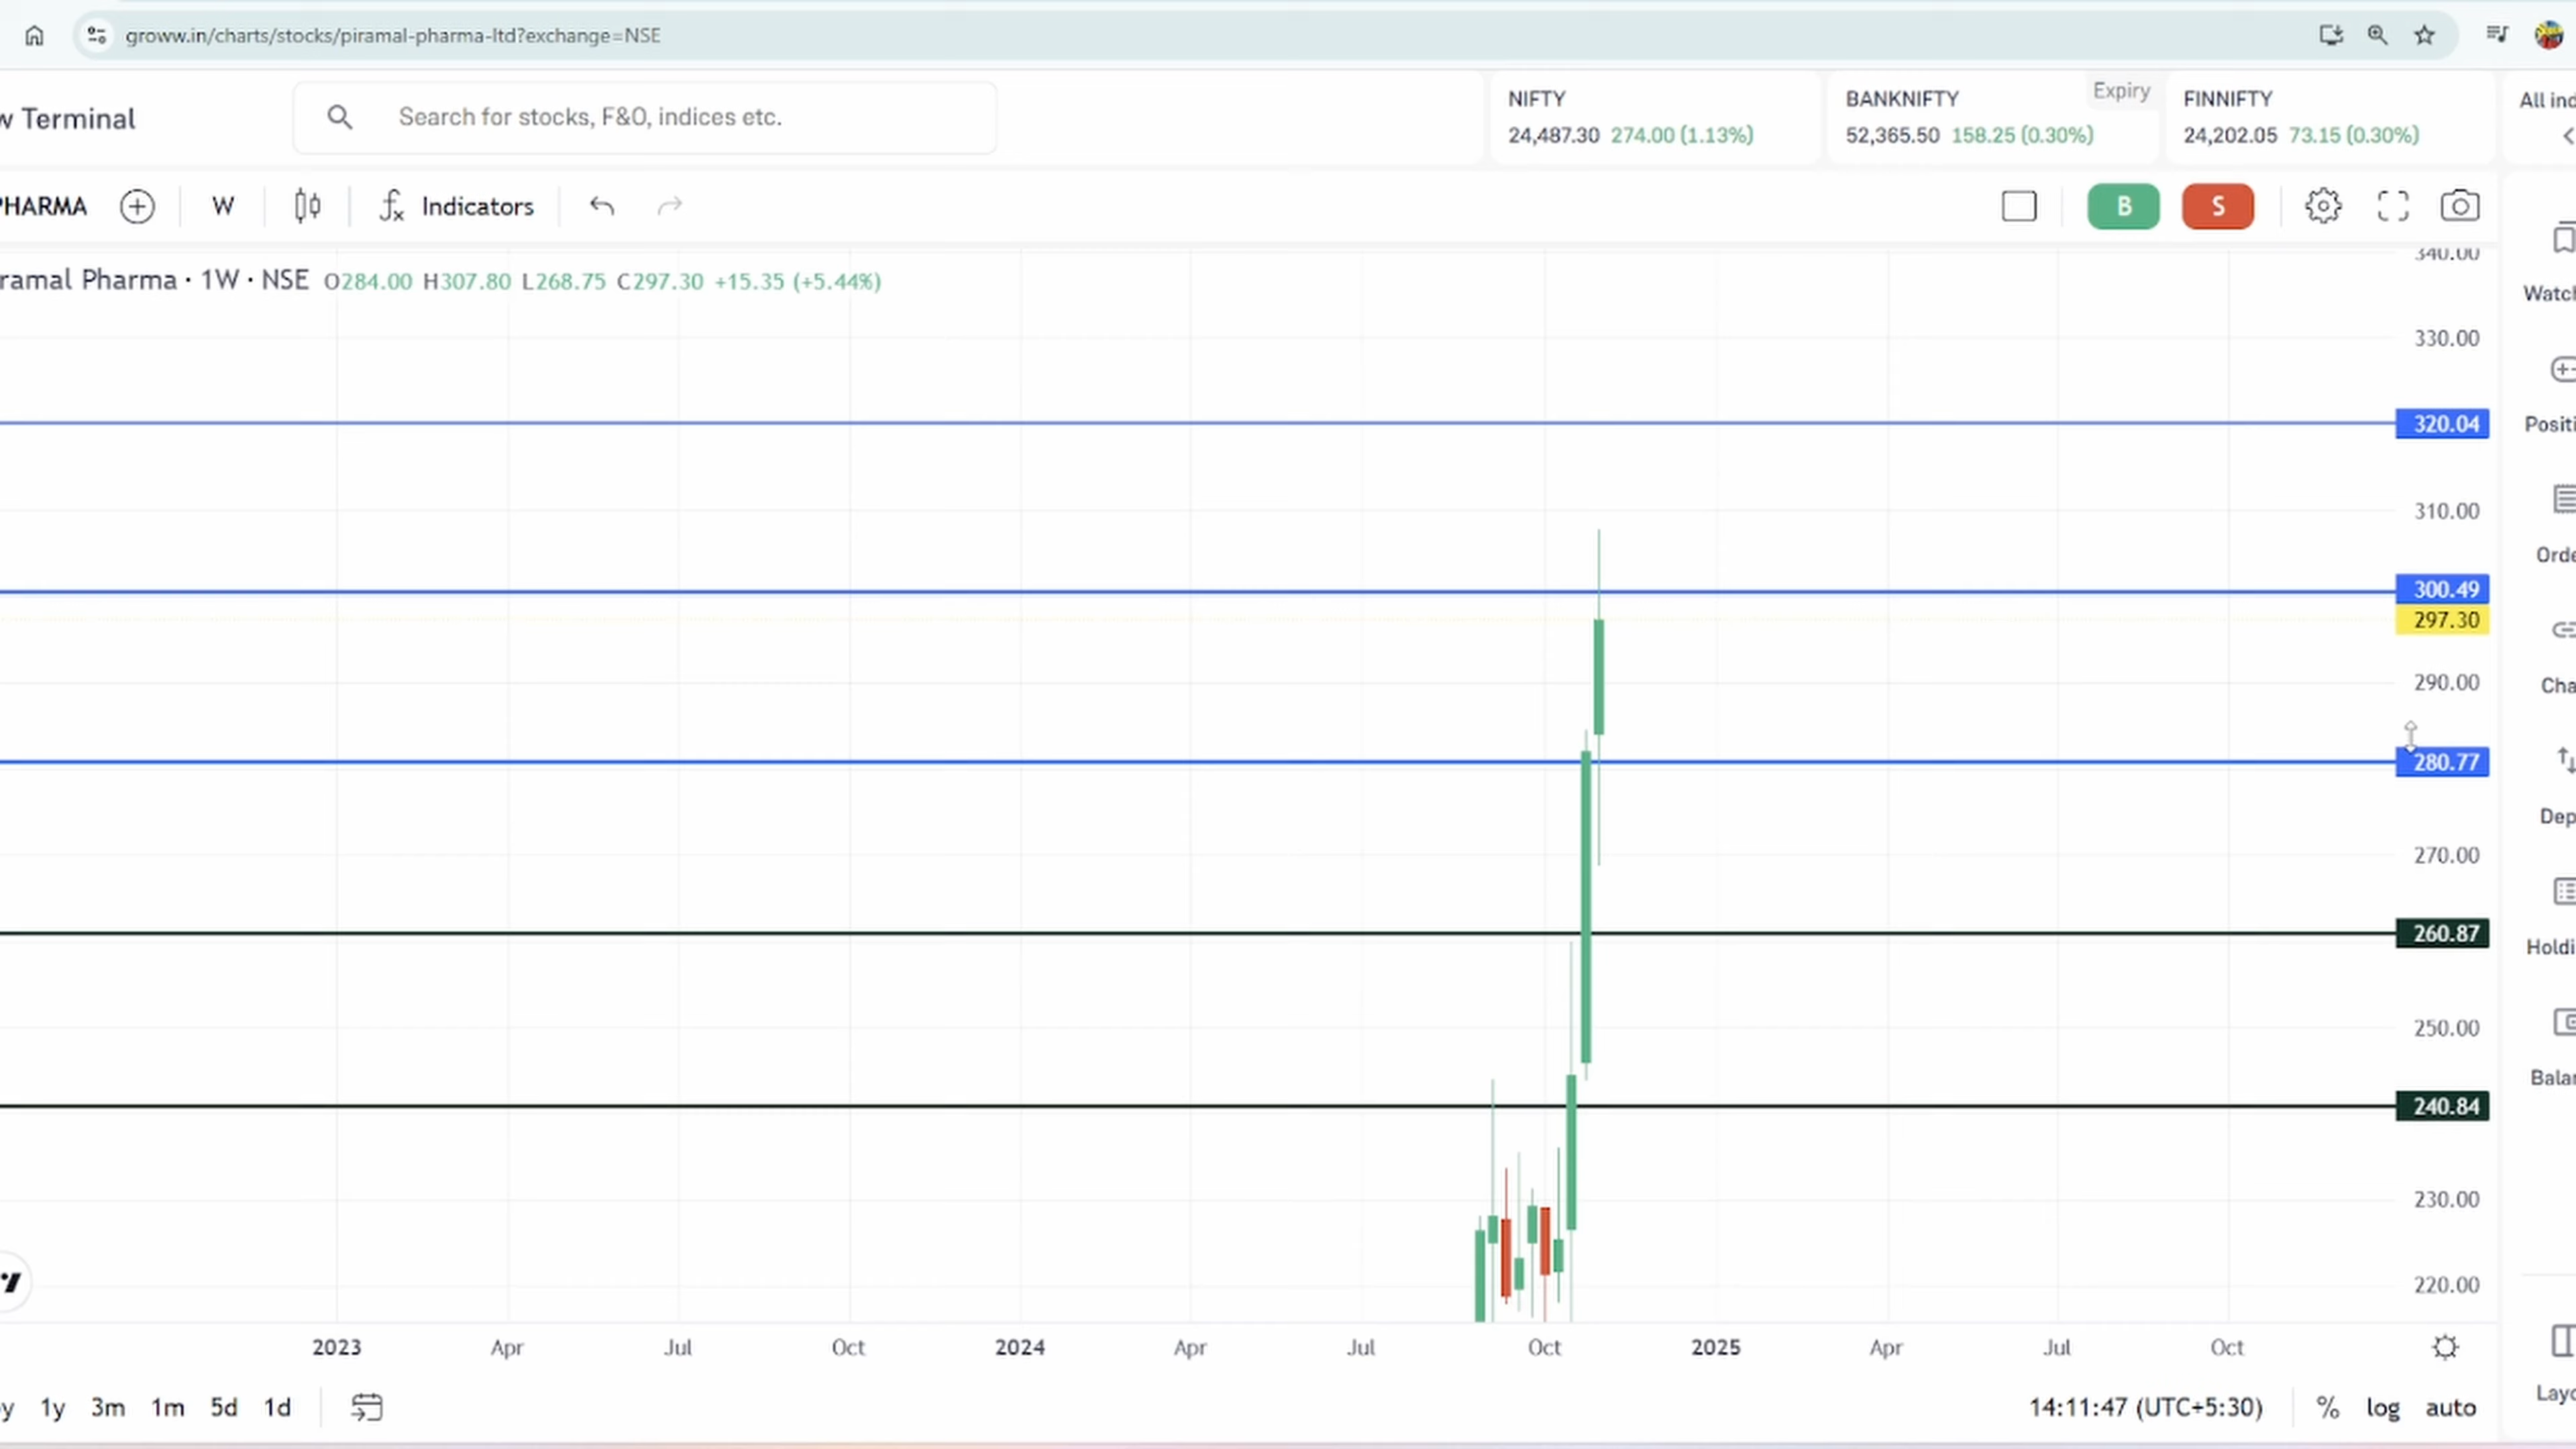 groww.in/charts/stocks/piramal-pharma-ltd?exchange=NSE
w Terminal
Search for stocks, F&O, indices etc.
NIFTY
24,487.30 274.00 (1.13%)
BANKNIFTY
Expiry
52,365.50 158.25 (0.30%)
FINNIFTY
24,202.05 73.15 (0.30%)
All ind
PHARMA
W
Indicators
B
S
ramal Pharma · 1W · NSE O284.00 H307.80 L268.75 C297.30 +15.35 (+5.44%)
340.00
330.00
320.04
310.00
300.49
297.30
290.00
280.77
270.00
260.87
250.00
240.84
230.00
220.00
Watch
Positi
Orde
Cha
Dep
Holdi
Balan
Layo
2023 Apr Jul Oct 2024 Apr Jul Oct 2025 Apr Jul Oct
y 1y 3m 1m 5d 1d
14:11:47 (UTC+5:30) % log auto